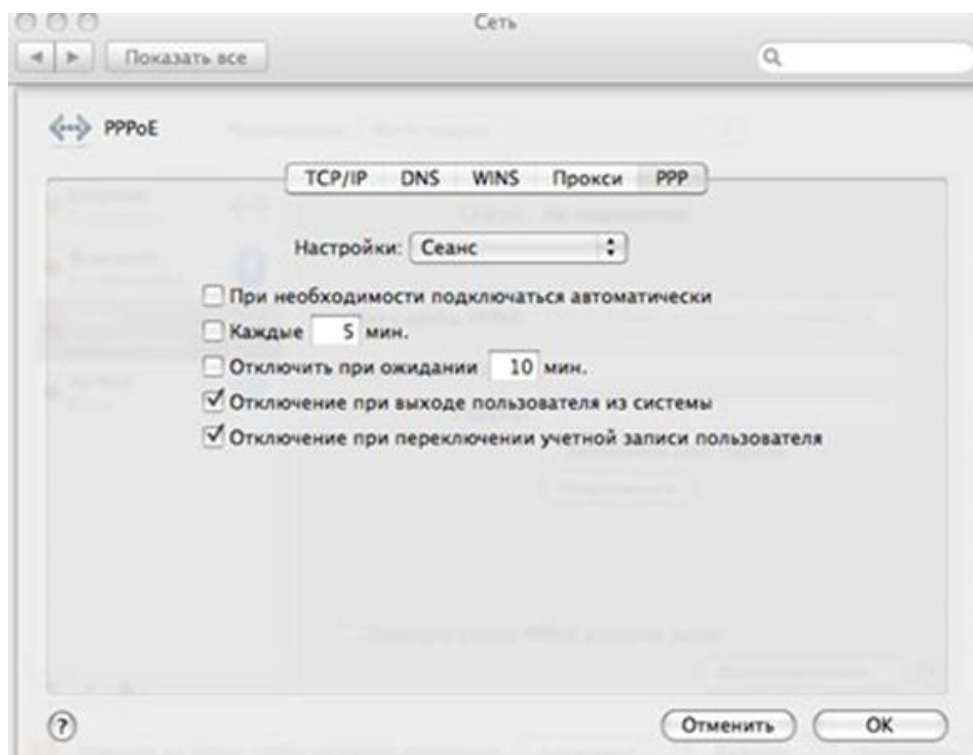 Сеть
Показать все
PPPoE
TCP/IP DNS WINS Прокси PPP
Настройки: Сеанс
При необходимости подключаться автоматически
Каждые 5 мин.
Отключить при ожидании 10 мин.
Отключение при выходе пользователя из системы
Отключение при переключении учетной записи пользователя
? Отменить OK